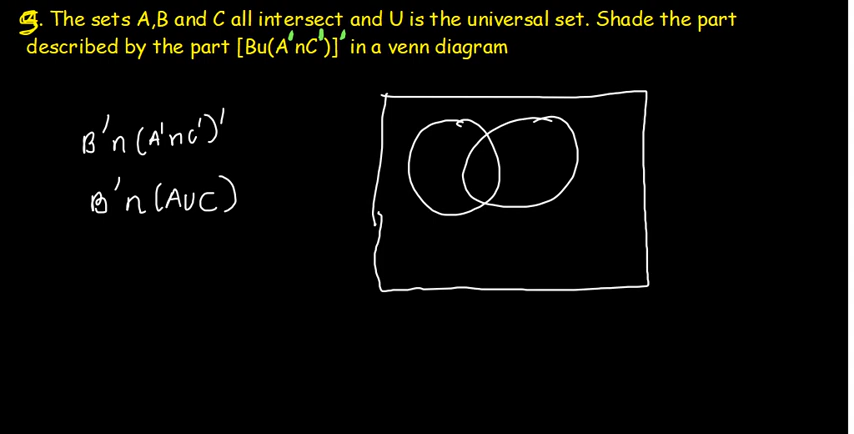 9. The sets A,B and C all intersect and U is the universal set. Shade the part
described by the part [Bu(A'nC')]' in a venn diagram
B'n(A'nC')'
B'n(AUC)